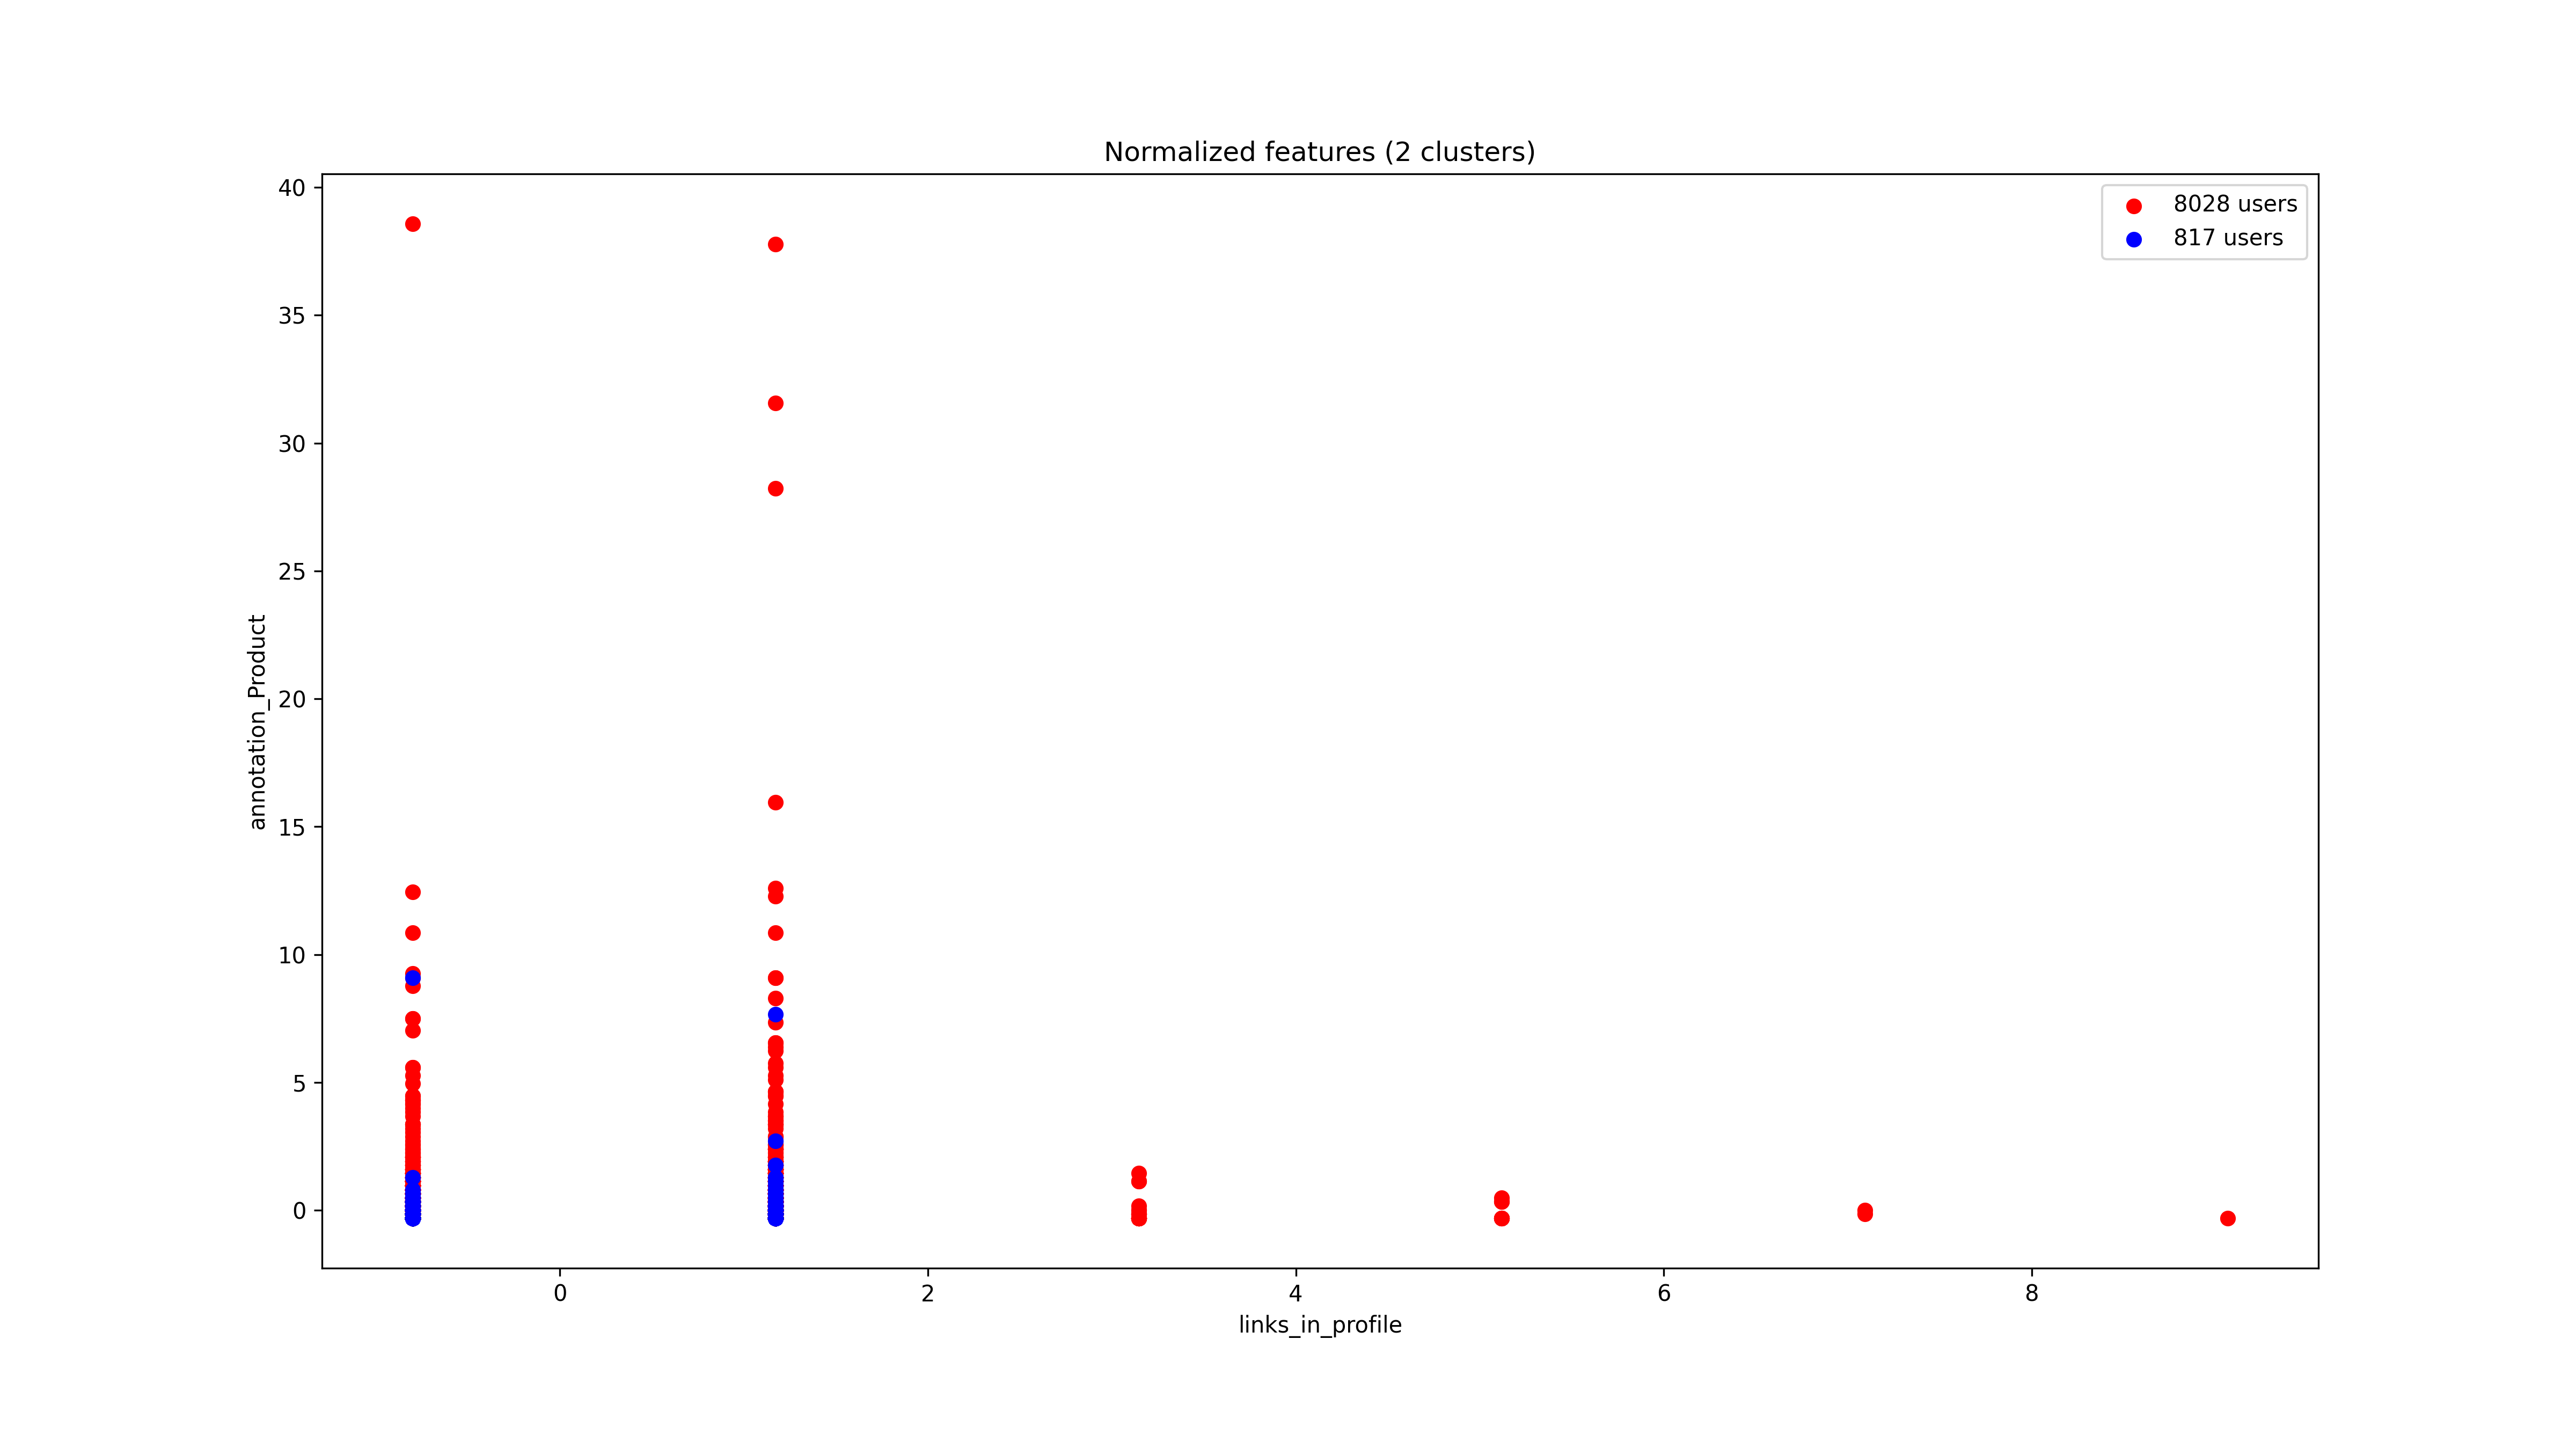 Normalized features (2 clusters)
8028 users
817 users
annotation_Product
40
35
30
25
20
15
10
5
0
0 2 4 6 8
links_in_profile